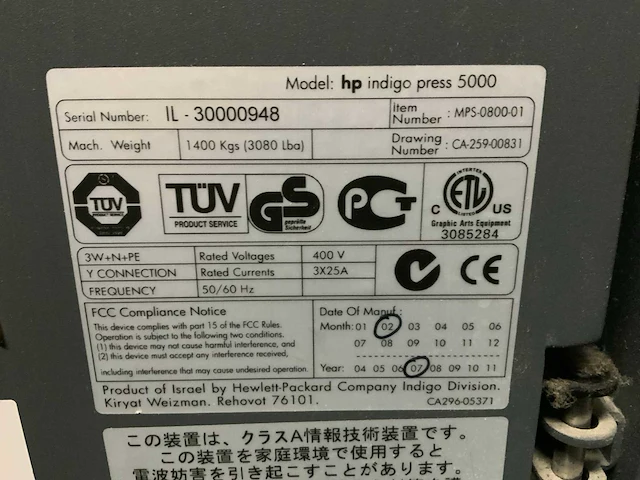 Model: hp indigo press 5000
Serial Number: IL - 30000948
Item Number : MPS-0800-01
Mach. Weight 1400 Kgs (3080 Lba)
Drawing Number : CA-259-00831
TÜV
PRODUCT SERVICE
TÜV
PRODUCT SERVICE
GS
geprüfte
Sicherheit
PCT
INTERTEK
ETL
LISTED
C US
Graphic Arts Equipment
3085284
3W+N+PE Rated Voltages 400 V
Y CONNECTION Rated Currents 3X25A
FREQUENCY 50/60 Hz
CE
FCC Compliance Notice
This device complies with part 15 of the FCC Rules.
Operation is subject to the following two conditions.
(1) this device may not cause harmful interference, and
(2) this device must accept any interference received,
including interference that may cause undesired operation.
Date Of Manuf.:
Month: 01 02 03 04 05 06
07 08 09 10 11 12
Year: 04 05 06 07 08 09 10 11
Product of Israel by Hewlett-Packard Company Indigo Division.
Kiryat Weizman. Rehovot 76101.
CA296-05371
この装置は、クラスA情報技術装置です。
この装置を家庭環境で使用すると
電波妨害を引き起こすことがあります。